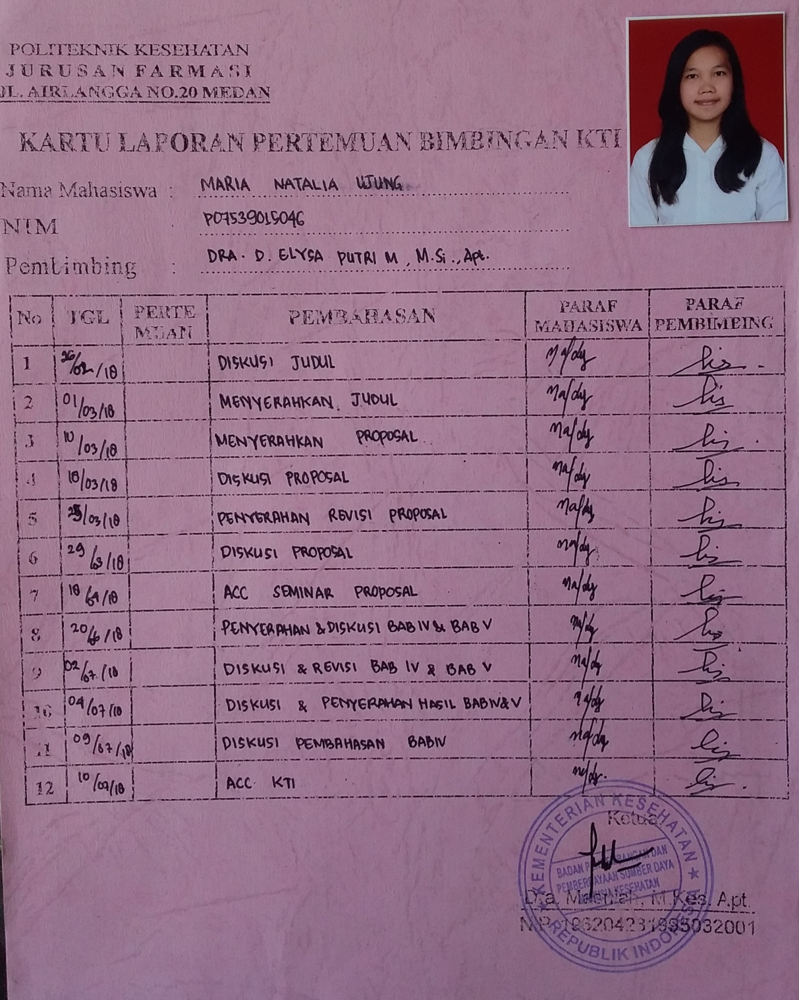 POLITEKNIK KESEHATAN
JURUSAN FARMASI
JL. AIRLANGGA NO.20 MEDAN
KARTU LAPORAN PERTEMUAN BIMBINGAN KTI
Nama Mahasiswa : MARIA NATALIA UJUNG
NIM : P07539015046
Pembimbing : DRA. D. ELYSA PUTRI M, M.Si., Apt.
No TGL PERTE MUAN PEMBAHASAN PARAF MAHASISWA PARAF PEMBIMBING
1 26/02/18 DISKUSI JUDUL
2 01/03/18 MENYERAHKAN JUDUL
3 10/03/18 MENYERAHKAN PROPOSAL
4 18/03/18 DISKUSI PROPOSAL
5 25/03/18 PENYERAHAN REVISI PROPOSAL
6 29/03/18 DISKUSI PROPOSAL
7 18/04/18 ACC SEMINAR PROPOSAL
8 20/06/18 PENYERAHAN & DISKUSI BAB IV & BAB V
9 02/07/18 DISKUSI & REVISI BAB IV & BAB V
10 04/07/18 DISKUSI & PENYERAHAN HASIL BAB IV & V
11 09/07/18 DISKUSI PEMBAHASAN BAB IV
12 10/07/18 ACC KTI
Ketua
KEMENTERIAN KESEHATAN
BADAN DAN
PEMBERDAYAAN SUMBER DAYA
KESEHATAN
REPUBLIK INDONESIA
Dra. M.Kes. Apt.